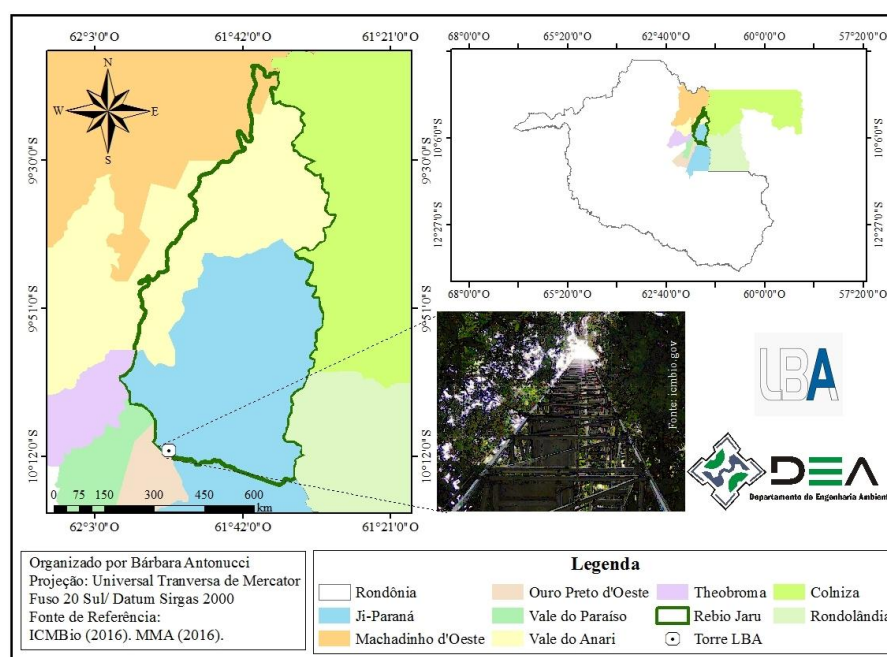 62°3'0"O 61°42'0"O 61°21'0"O
68°0'0"O 65°20'0"O 62°40'0"O 60°0'0"O 57°20'0"O
N
W E
S
9°30'0"S 9°30'0"S
9°51'0"S 9°51'0"S
10°12'0"S 10°12'0"S
0 75 150 300 450 600
km
62°3'0"O 61°42'0"O 61°21'0"O
10°6'0"S 10°6'0"S
12°27'0"S 12°27'0"S
68°0'0"O 65°20'0"O 62°40'0"O 60°0'0"O 57°20'0"O
Fonte: icmbio.gov
LBA
DEA
Departamento de Engenharia Ambient
Organizado por Bárbara Antonucci
Projeção: Universal Tranversa de Mercator
Fuso 20 Sul/ Datum Sirgas 2000
Fonte de Referência:
ICMBio (2016). MMA (2016).
Legenda
Rondônia Ouro Preto d'Oeste Theobroma Colniza
Ji-Paraná Vale do Paraíso Rebio Jaru Rondolândia
Machadinho d'Oeste Vale do Anari Torre LBA